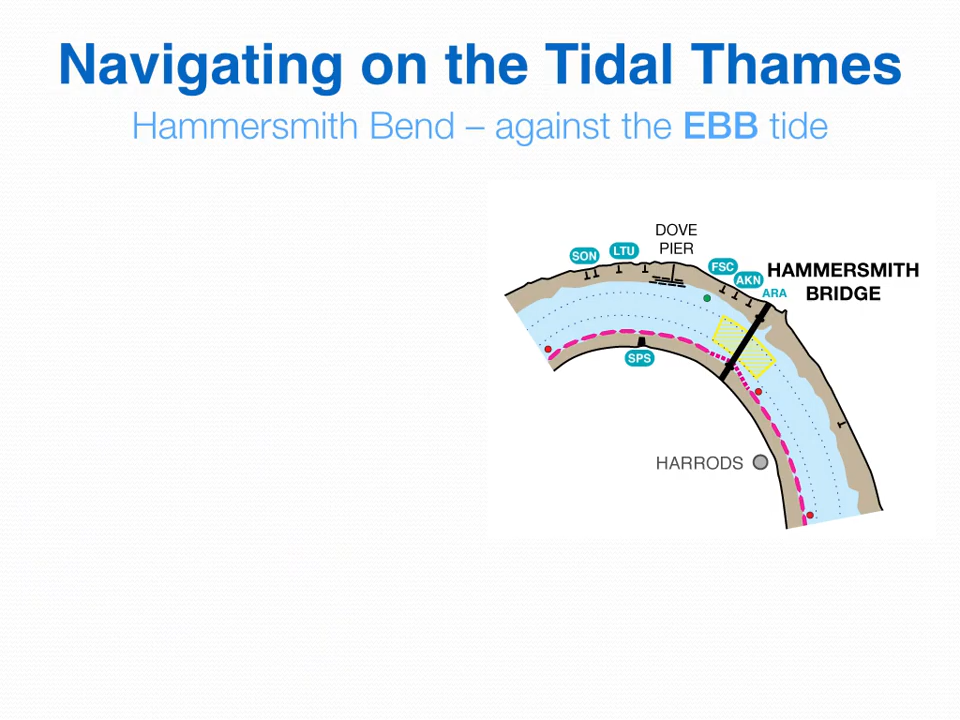 Navigating on the Tidal Thames
Hammersmith Bend – against the EBB tide
DOVE
PIER
SON
LTU
FSC
AKN
ARA
HAMMERSMITH
BRIDGE
SPS
HARRODS